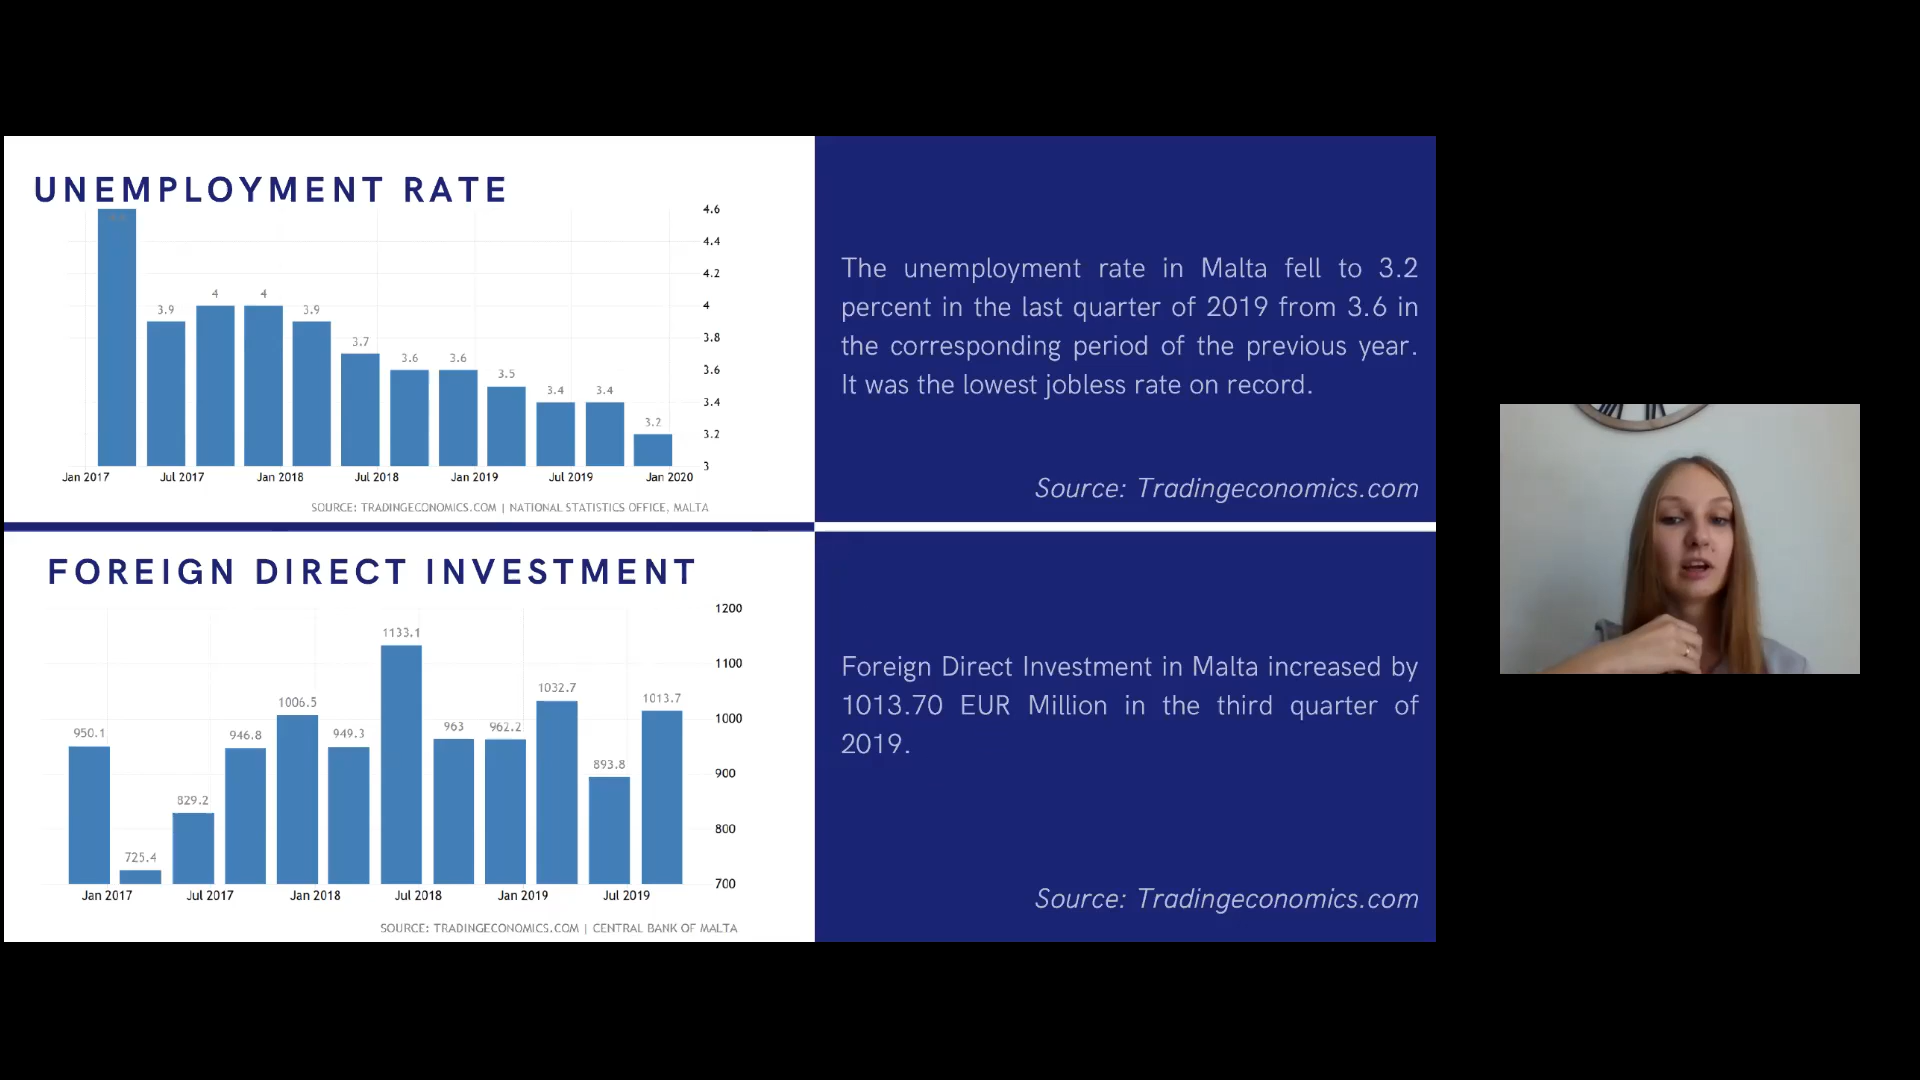 UNEMPLOYMENT RATE
4.6
4.4
4.2
4
3.8
3.6
3.4
3.2
3
3.9
4
4
3.9
3.7
3.6
3.6
3.5
3.4
3.4
3.2
Jan 2017 Jul 2017 Jan 2018 Jul 2018 Jan 2019 Jul 2019 Jan 2020
SOURCE: TRADINGECONOMICS.COM | NATIONAL STATISTICS OFFICE, MALTA
The unemployment rate in Malta fell to 3.2
percent in the last quarter of 2019 from 3.6 in
the corresponding period of the previous year.
It was the lowest jobless rate on record.
Source: Tradingeconomics.com
FOREIGN DIRECT INVESTMENT
1200
1100
1000
900
800
700
950.1
725.4
829.2
946.8
1006.5
949.3
1133.1
963
962.2
1032.7
893.8
1013.7
Jan 2017 Jul 2017 Jan 2018 Jul 2018 Jan 2019 Jul 2019
SOURCE: TRADINGECONOMICS.COM | CENTRAL BANK OF MALTA
Foreign Direct Investment in Malta increased by
1013.70 EUR Million in the third quarter of
2019.
Source: Tradingeconomics.com